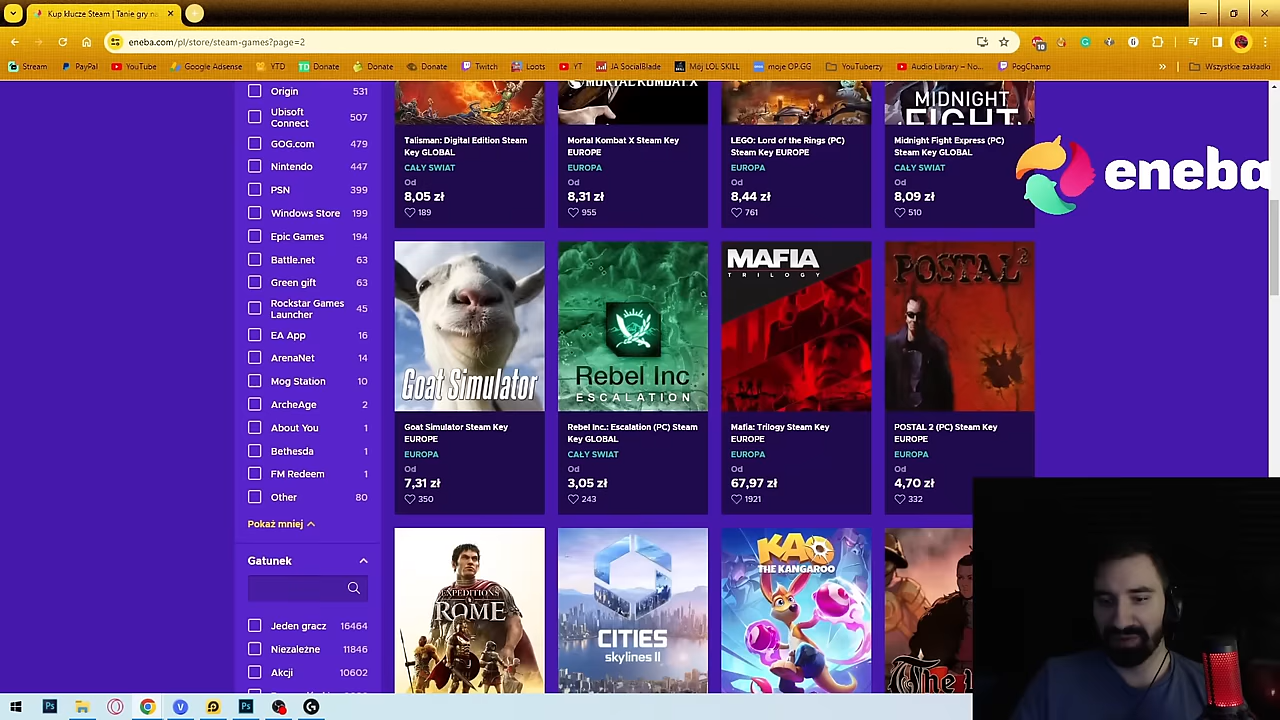 Kup klucze Steam | Tanie gry na
eneba.com/pl/store/steam-games?page=2
10
Stream
PayPal
YouTube
Google Adsense
YTD
Donate
Donate
Donate
Twitch
Loots
YT
JA SocialBlade
Mój LOL SKILL
moje OP.GG
YouTuberzy
Audio Library – No...
PogChamp
»
Wszystkie zakładki
Origin 531
Ubisoft
Connect 507
GOG.com 479
Nintendo 447
PSN 399
Windows Store 199
Epic Games 194
Battle.net 63
Green gift 63
Rockstar Games
Launcher 45
EA App 16
ArenaNet 14
Mog Station 10
ArcheAge 2
About You 1
Bethesda 1
FM Redeem 1
Other 80
Pokaż mniej
Gatunek
Jeden gracz 16464
Niezależne 11846
Akcji 10602
Talisman: Digital Edition Steam
Key GLOBAL
CAŁY SWIAT
Od
8,05 zł
189
MORTAL KOMBAT X
Mortal Kombat X Steam Key
EUROPE
EUROPA
Od
8,31 zł
955
LEGO: Lord of the Rings (PC)
Steam Key EUROPE
EUROPA
Od
8,44 zł
761
MIDNIGHT
FIGHT
Midnight Fight Express (PC)
Steam Key GLOBAL
CAŁY SWIAT
Od
8,09 zł
510
eneba
Goat Simulator
Goat Simulator Steam Key
EUROPE
EUROPA
Od
7,31 zł
350
Rebel Inc
ESCALATION
Rebel Inc.: Escalation (PC) Steam
Key GLOBAL
CAŁY SWIAT
Od
3,05 zł
243
MAFIA
TRILOGY
Mafia: Trilogy Steam Key
EUROPE
EUROPA
Od
67,97 zł
1921
POSTAL 2
POSTAL 2 (PC) Steam Key
EUROPE
EUROPA
Od
4,70 zł
332
EXPEDITIONS
ROME
CITIES
skylines II
KAO
THE KANGAROO
The